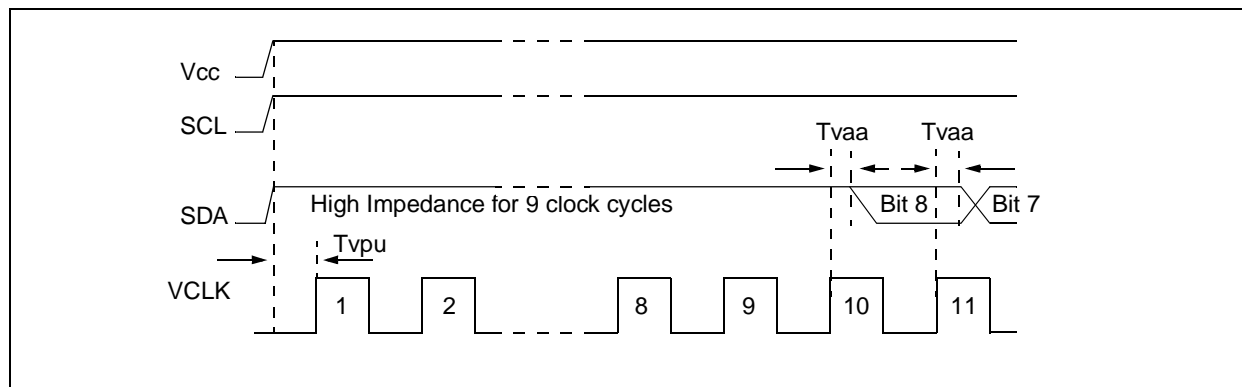 Vcc
SCL
Tvaa Tvaa
SDA
High Impedance for 9 clock cycles
Bit 8
Bit 7
Tvpu
VCLK
1 2 8 9 10 11